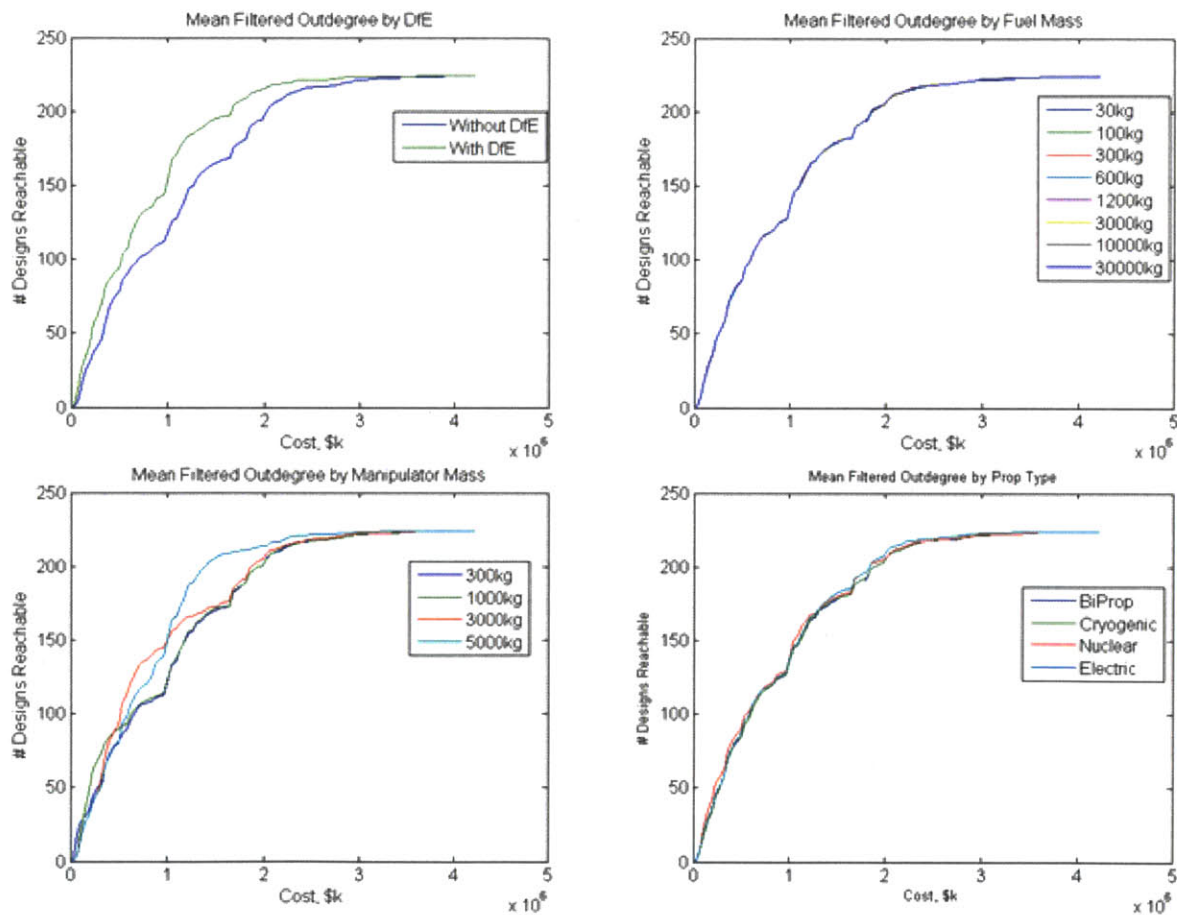 Mean Filtered Outdegree by DfE
250
200
150
100
50
0
# Designs Reachable
Without DfE
With DfE
0 1 2 3 4 5
Cost, $k
x 10^6
Mean Filtered Outdegree by Fuel Mass
250
200
150
100
50
0
# Designs Reachable
30kg
100kg
300kg
600kg
1200kg
3000kg
10000kg
30000kg
0 1 2 3 4 5
Cost, $k
x 10^6
Mean Filtered Outdegree by Manipulator Mass
250
200
150
100
50
0
# Designs Reachable
300kg
1000kg
3000kg
5000kg
0 1 2 3 4 5
Cost, $k
x 10^6
Mean Filtered Outdegree by Prop Type
250
200
150
100
50
0
# Designs Reachable
BiProp
Cryogenic
Nuclear
Electric
0 1 2 3 4 5
Cost, $k
x 10^6